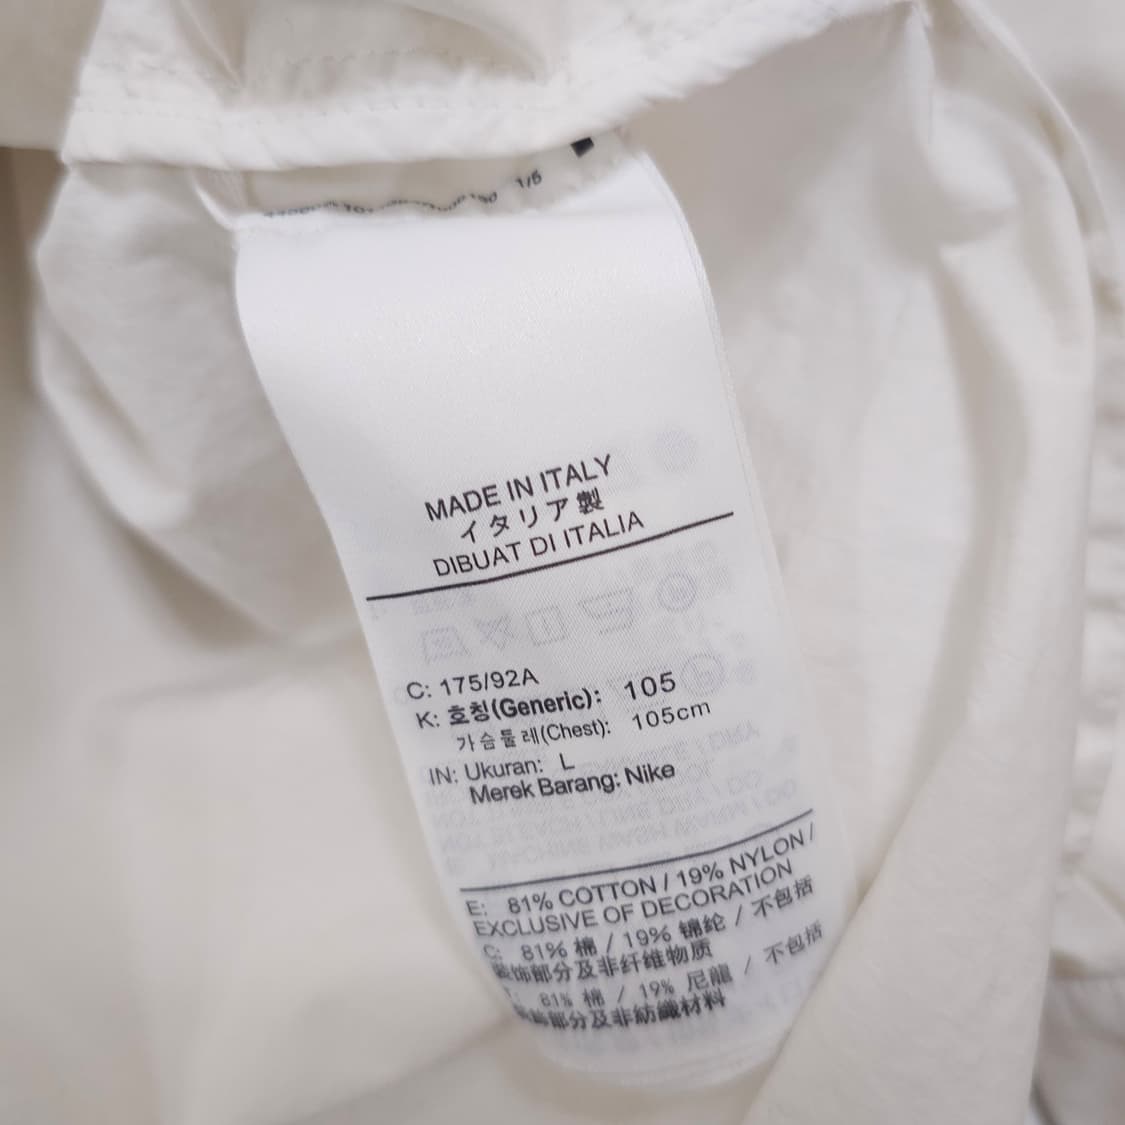 1/6
MADE IN ITALY
イタリア製
DIBUAT DI ITALIA
C: 175/92A
K: 호칭(Generic): 105
가슴둘레(Chest): 105cm
IN: Ukuran: L
Merek Barang: Nike
E: 81% COTTON / 19% NYLON /
EXCLUSIVE OF DECORATION
C: 81% 棉 / 19% 锦纶 / 不包括
装饰部分及非纤维物质
81% 棉 / 19% 尼龍 / 不包括
裝飾部分及非紡織材料